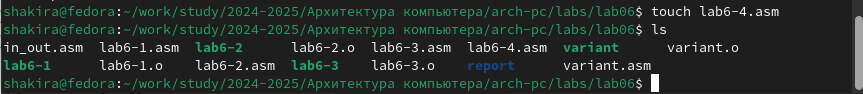 shakira@fedora:~/work/study/2024-2025/Архитектура компьютера/arch-pc/labs/lab06$ touch lab6-4.asm
shakira@fedora:~/work/study/2024-2025/Архитектура компьютера/arch-pc/labs/lab06$ ls
in_out.asm lab6-1.asm lab6-2 lab6-2.o lab6-3.asm lab6-4.asm variant variant.o
lab6-1 lab6-1.o lab6-2.asm lab6-3 lab6-3.o report variant.asm
shakira@fedora:~/work/study/2024-2025/Архитектура компьютера/arch-pc/labs/lab06$